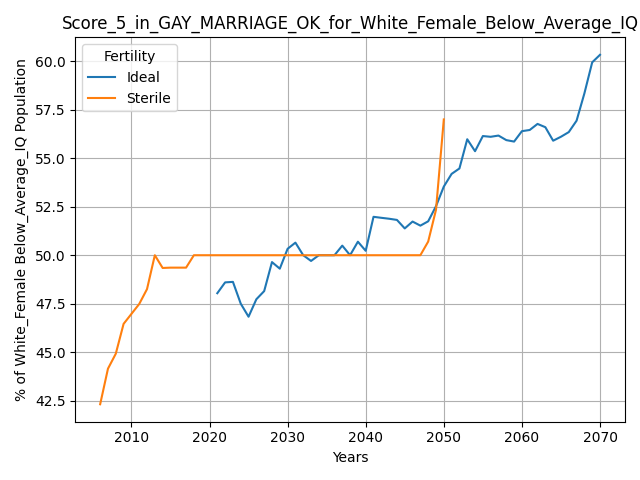 Score_5_in_GAY_MARRIAGE_OK_for_White_Female_Below_Average_IQ
% of White_Female Below_Average_IQ Population
60.0
57.5
55.0
52.5
50.0
47.5
45.0
42.5
Fertility
Ideal
Sterile
2010 2020 2030 2040 2050 2060 2070
Years